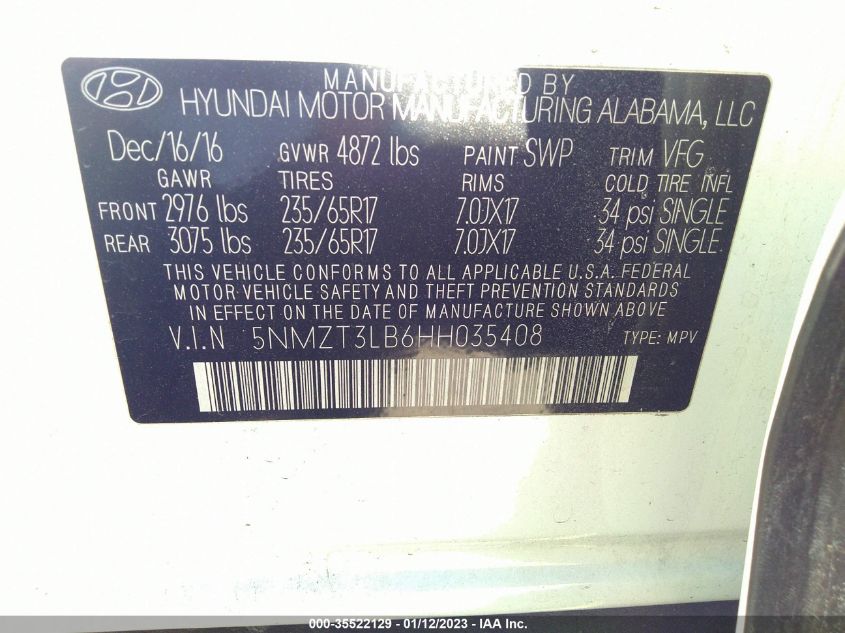 MANUFACTURED BY
HYUNDAI MOTOR MANUFACTURING ALABAMA, LLC
Dec/16/16 GVWR 4872 lbs PAINT SWP TRIM VFG
GAWR TIRES RIMS COLD TIRE INFL
FRONT 2976 lbs 235/65R17 7.0JX17 34 psi SINGLE
REAR 3075 lbs 235/65R17 7.0JX17 34 psi SINGLE
THIS VEHICLE CONFORMS TO ALL APPLICABLE U.S.A. FEDERAL
MOTOR VEHICLE SAFETY AND THEFT PREVENTION STANDARDS
IN EFFECT ON THE DATE OF MANUFACTURE SHOWN ABOVE.
V.I.N 5NMZT3LB6HH035408 TYPE: MPV
000-35522129 - 01/12/2023 - IAA Inc.